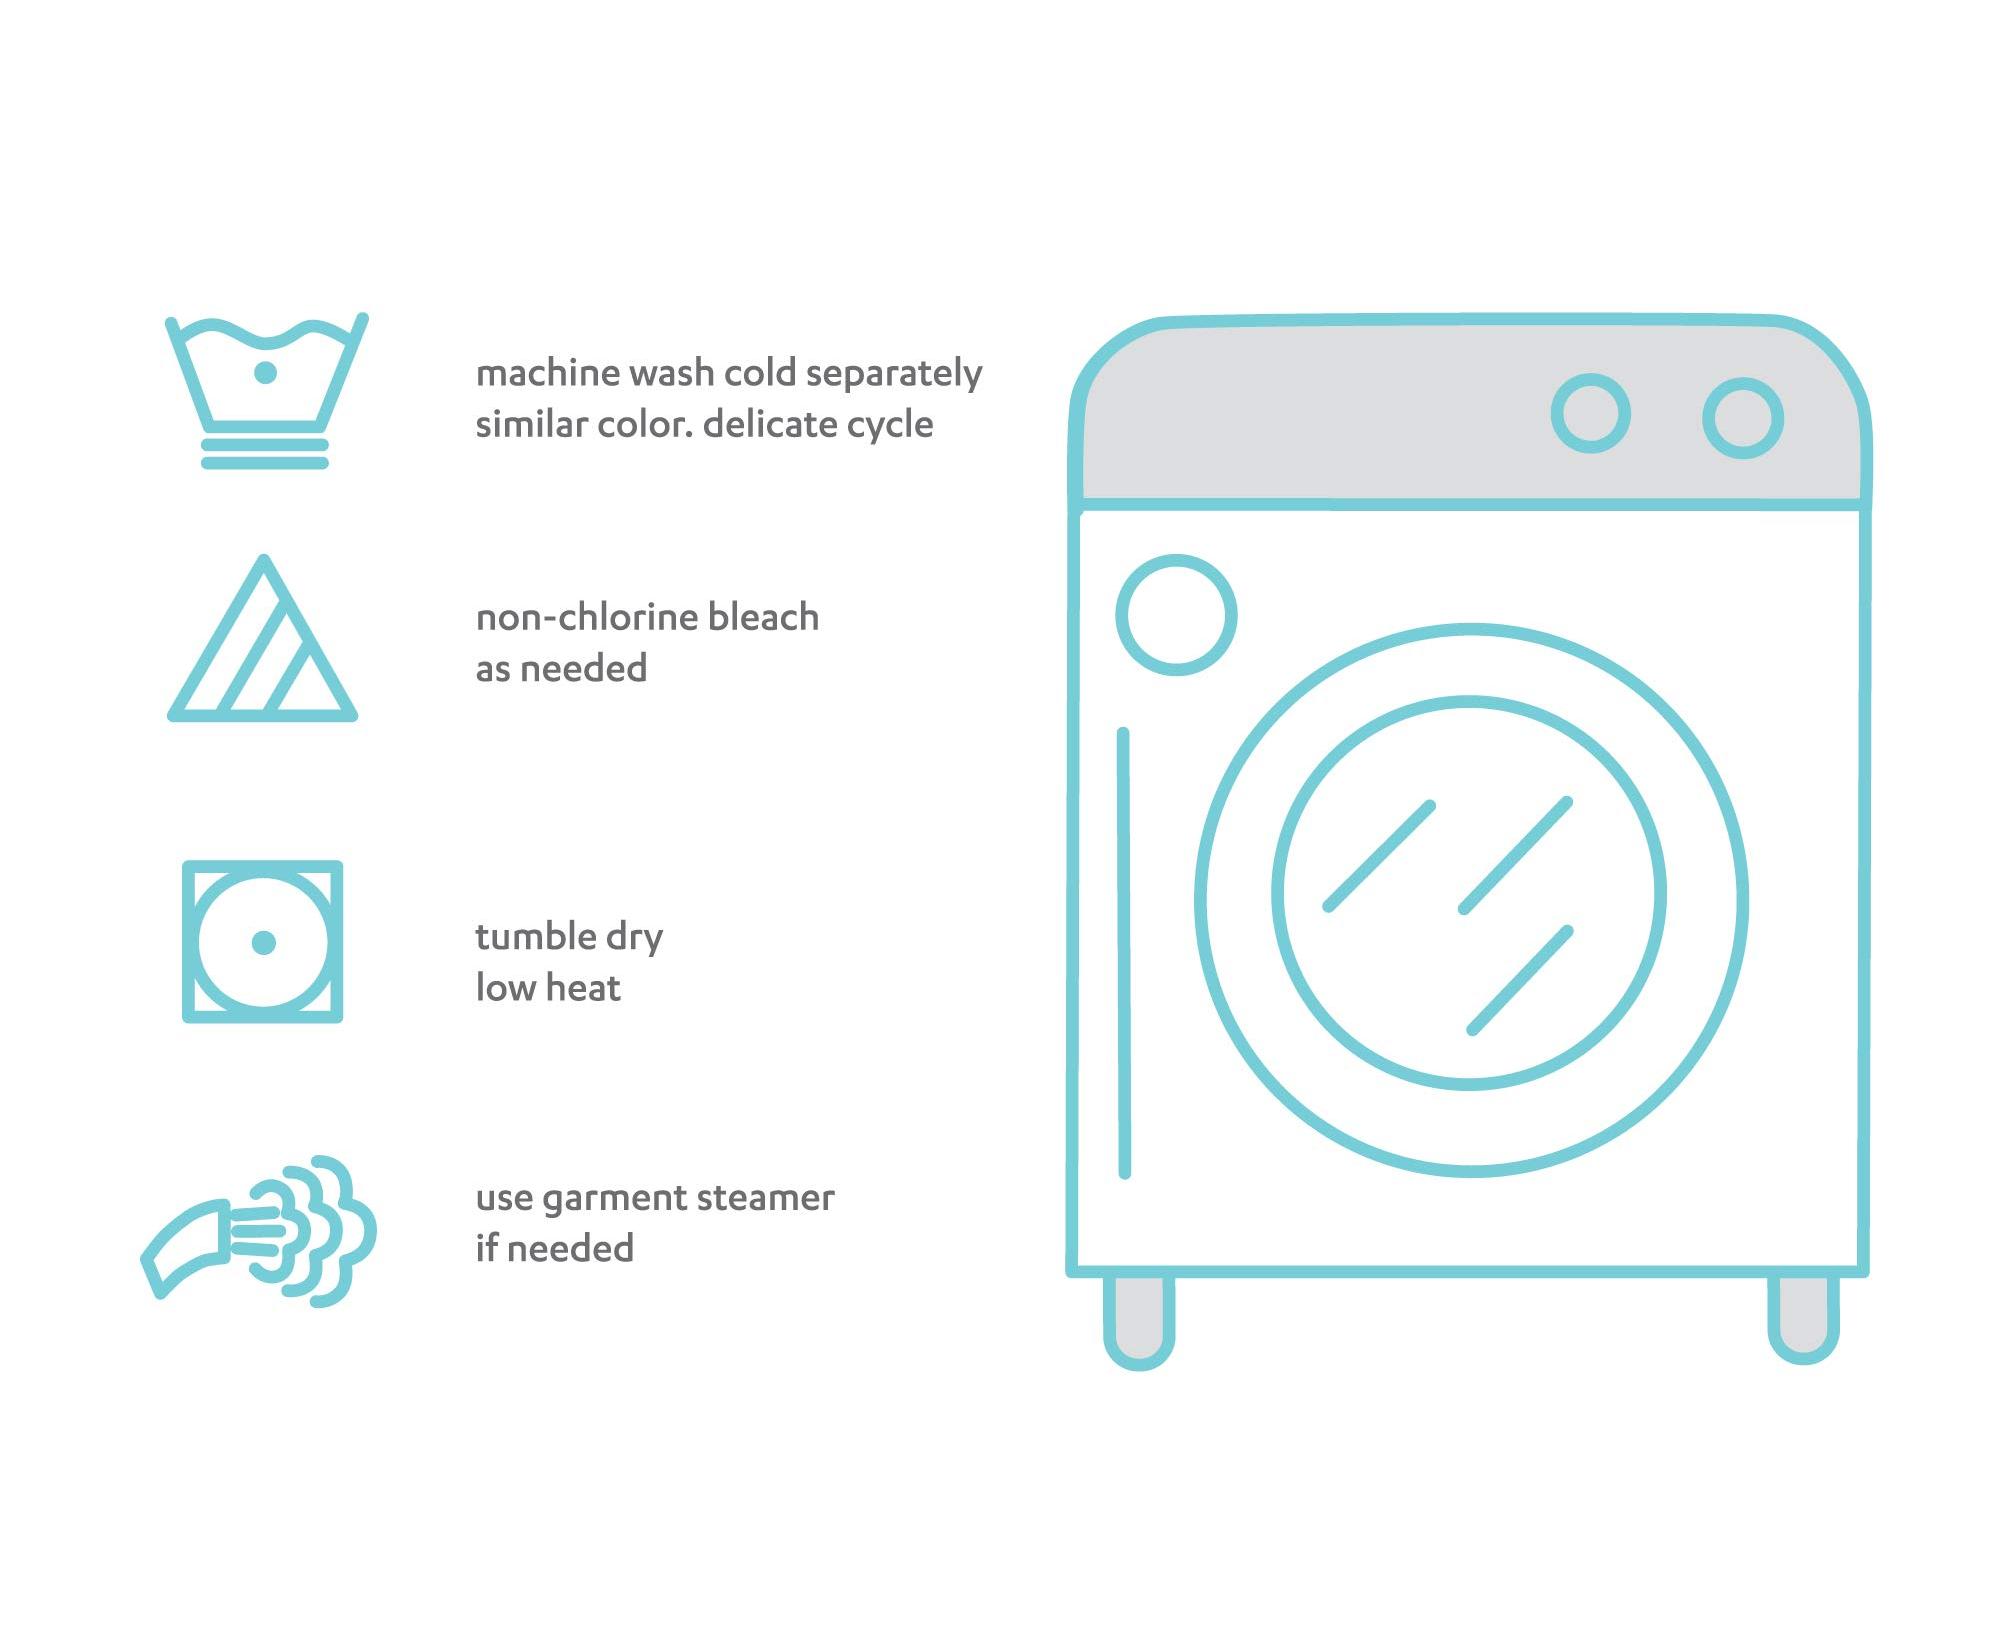 machine wash cold separately
similar color. delicate cycle
non-chlorine bleach
as needed
tumble dry
low heat
use garment steamer
if needed